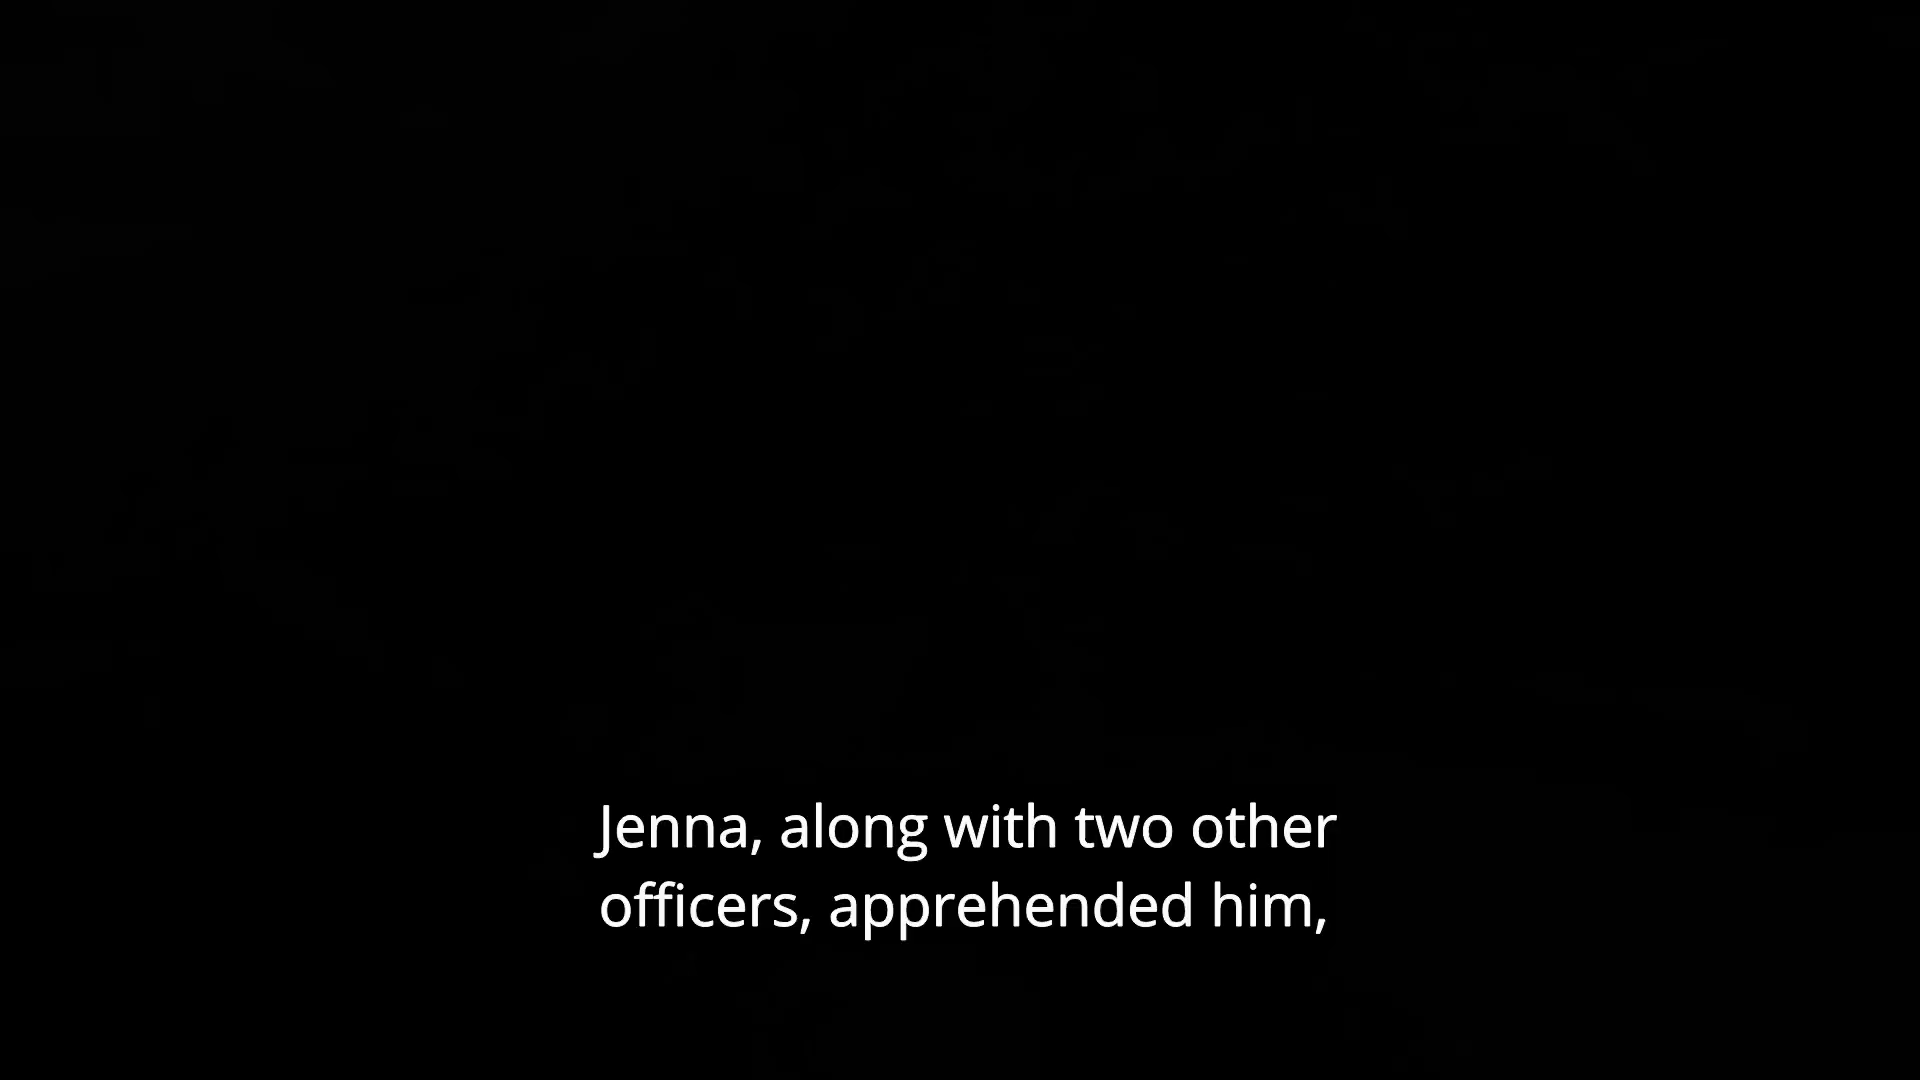 Jenna, along with two other
officers, apprehended him,